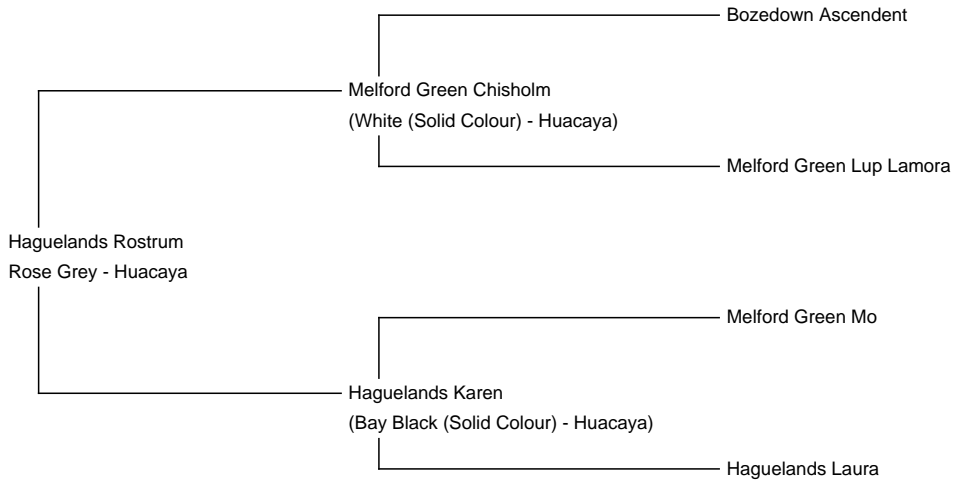 Bozedown Ascendent
Melford Green Chisholm
(White (Solid Colour) - Huacaya)
Melford Green Lup Lamora
Haguelands Rostrum
Rose Grey - Huacaya
Melford Green Mo
Haguelands Karen
(Bay Black (Solid Colour) - Huacaya)
Haguelands Laura